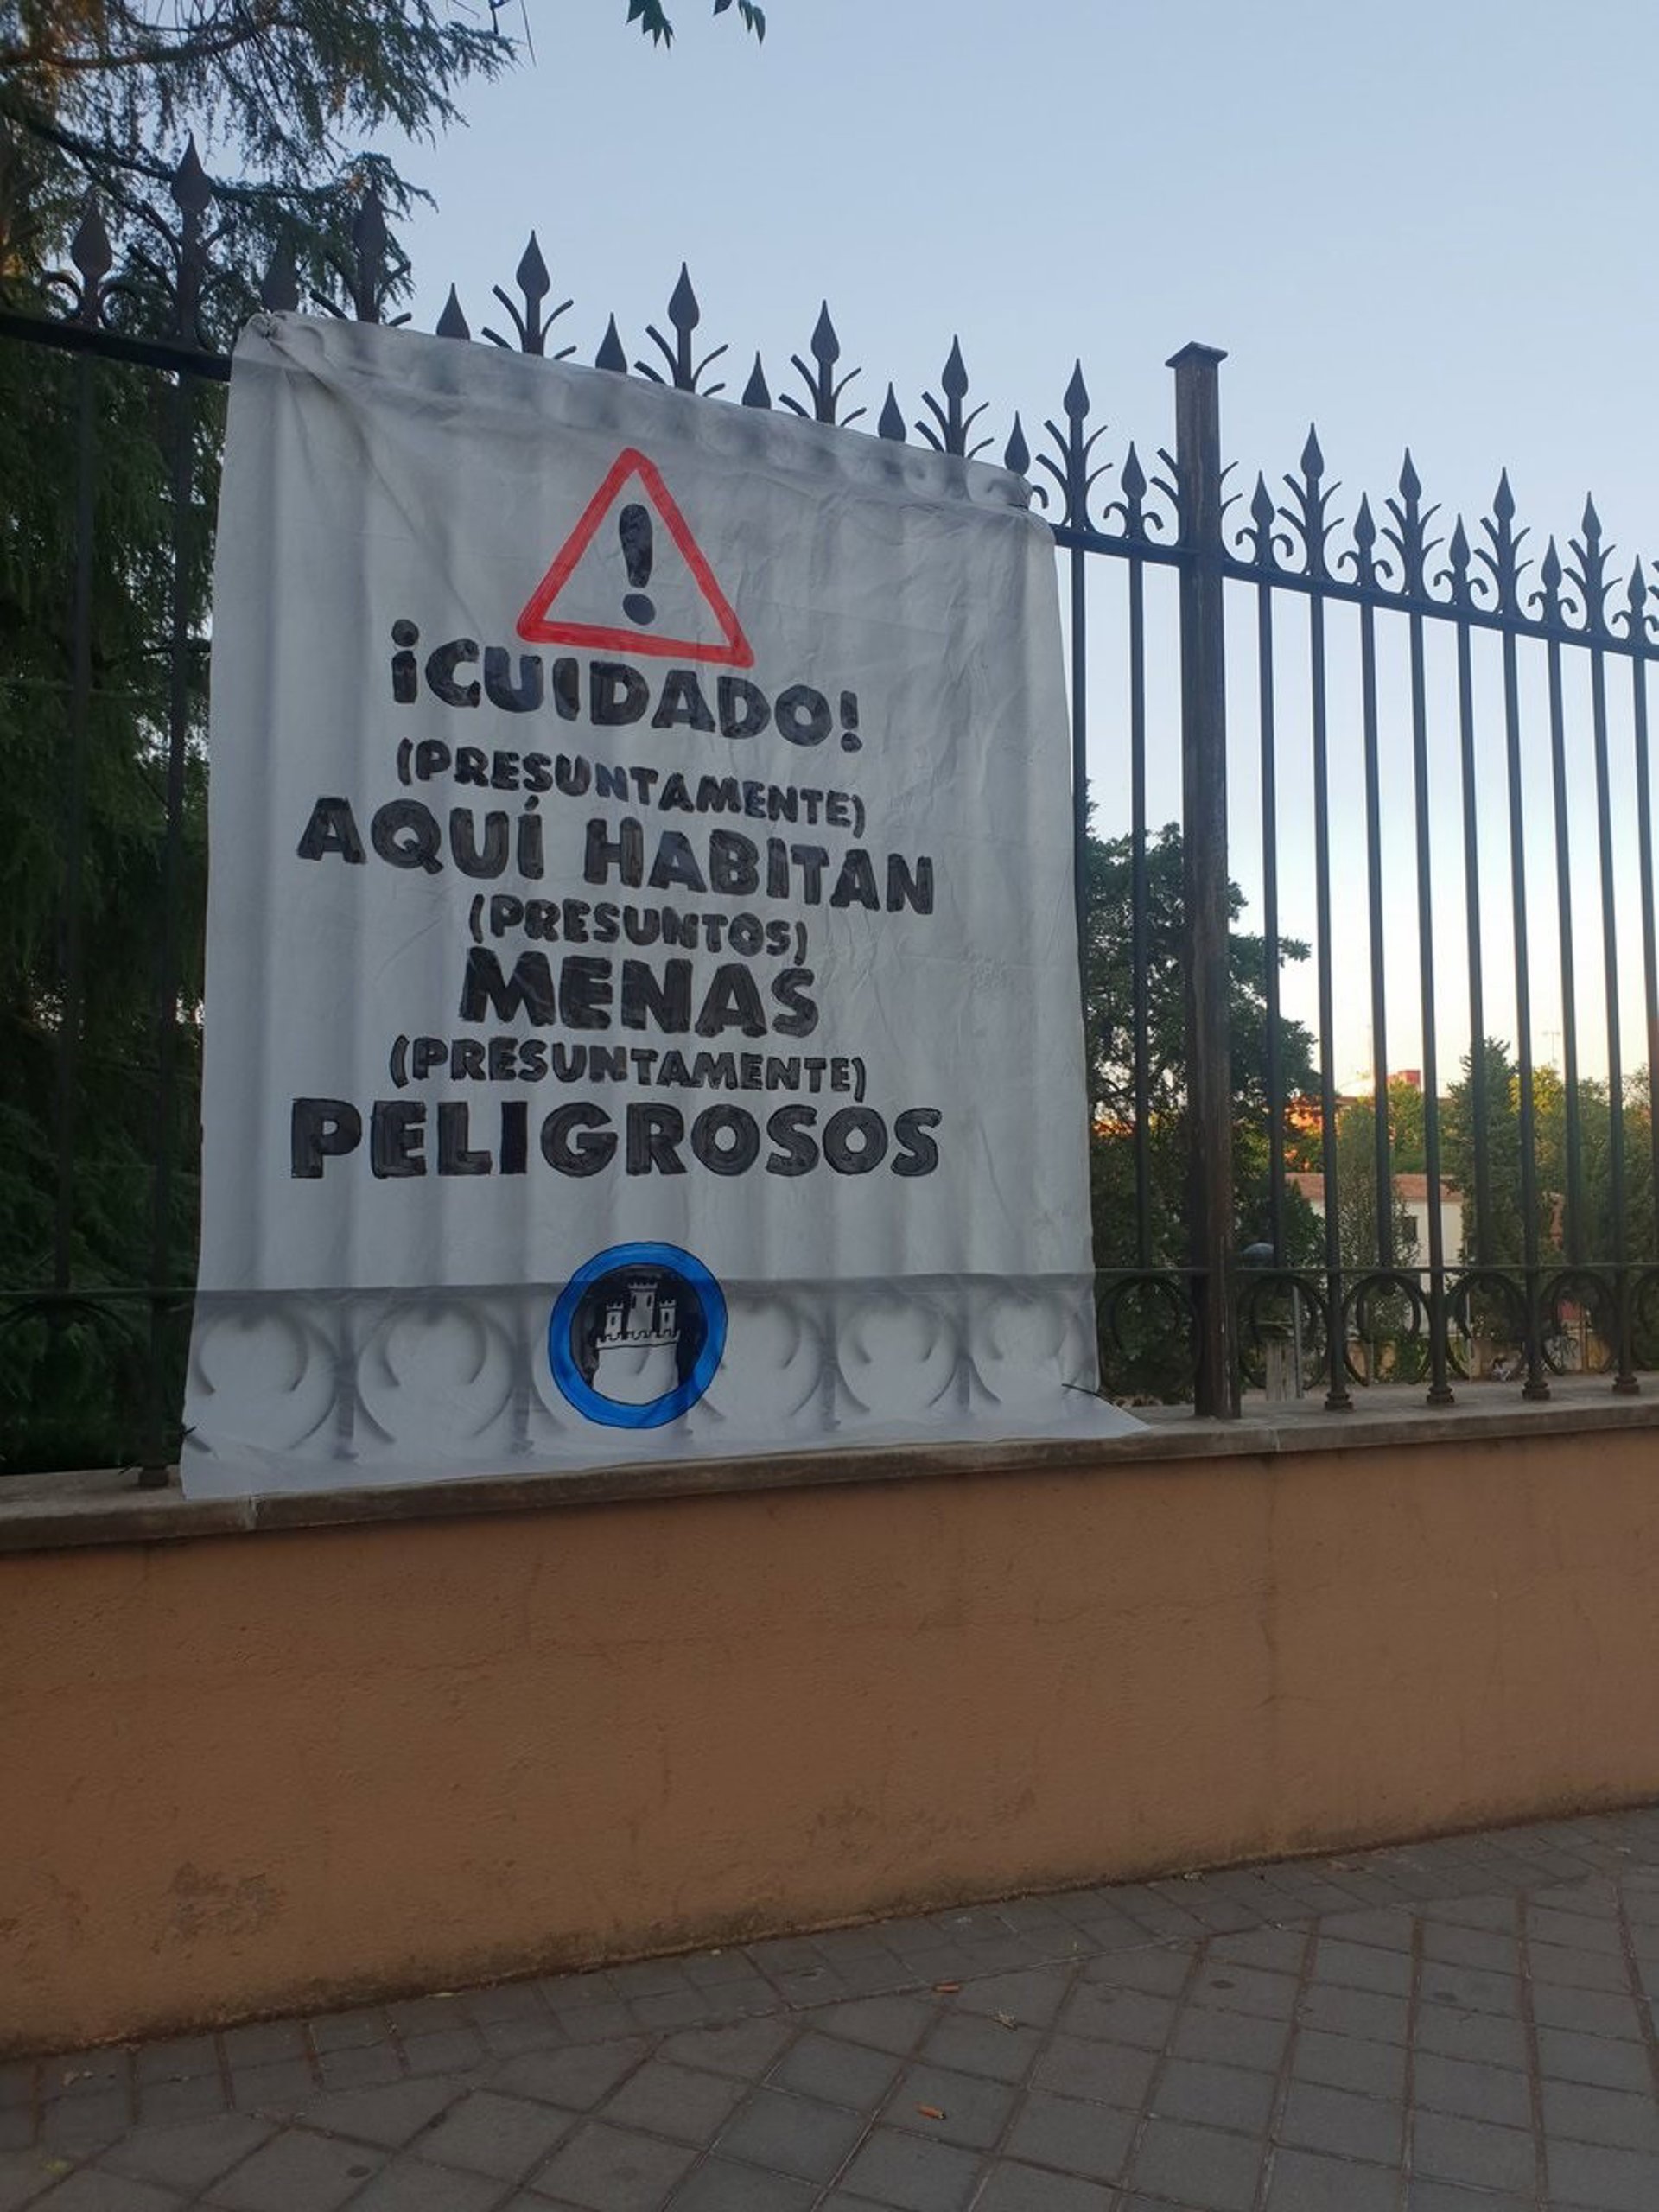 ¡CUIDADO!
(PRESUNTAMENTE)
AQUÍ HABITAN
(PRESUNTOS)
MENAS
(PRESUNTAMENTE)
PELIGROSOS